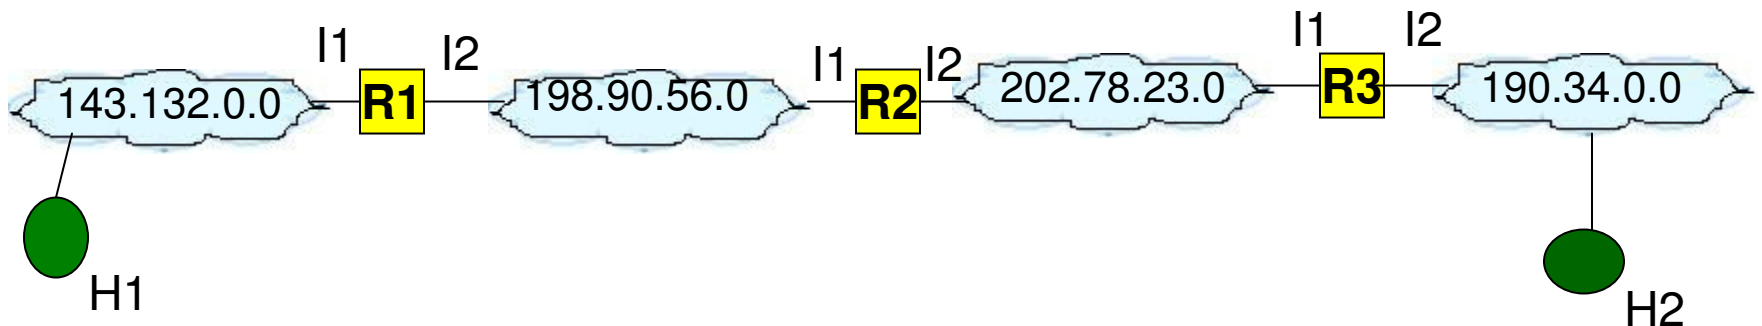 I1 I2 I1 I2 I1 I2
143.132.0.0 R1 198.90.56.0 R2 202.78.23.0 R3 190.34.0.0
H1 H2